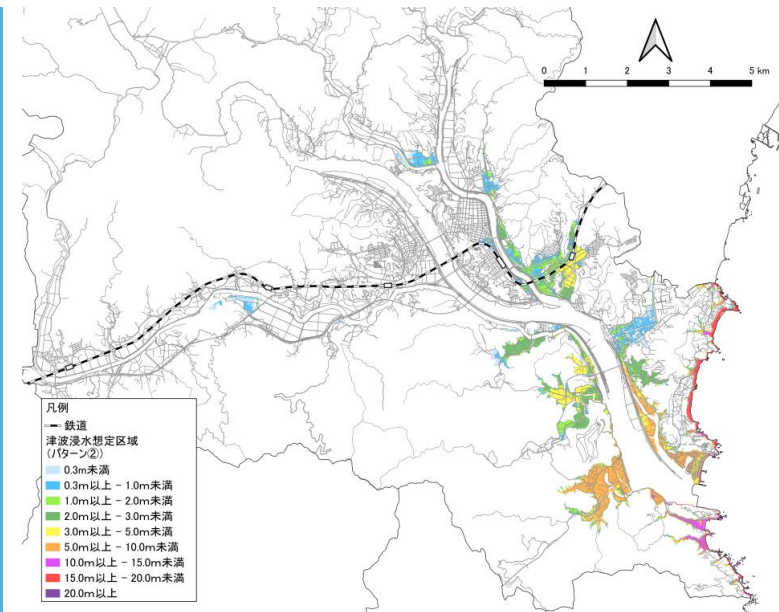 0 1 2 3 4 5 km
凡例
鉄道
津波浸水想定区域
(パターン②)
0.3m未満
0.3m以上 - 1.0m未満
1.0m以上 - 2.0m未満
2.0m以上 - 3.0m未満
3.0m以上 - 5.0m未満
5.0m以上 - 10.0m未満
10.0m以上 - 15.0m未満
15.0m以上 - 20.0m未満
20.0m以上